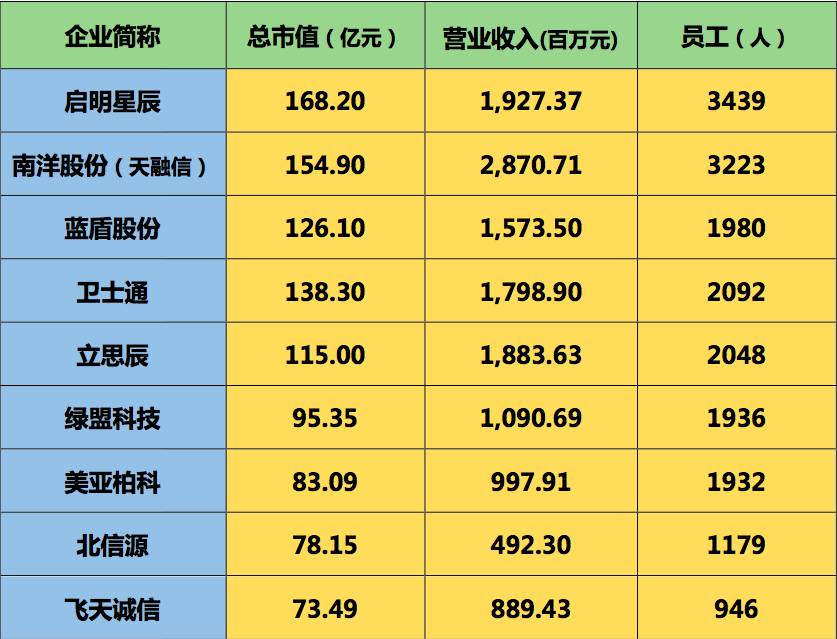 企业简称 总市值（亿元） 营业收入(百万元) 员工（人）
启明星辰 168.20 1,927.37 3439
南洋股份（天融信） 154.90 2,870.71 3223
蓝盾股份 126.10 1,573.50 1980
卫士通 138.30 1,798.90 2092
立思辰 115.00 1,883.63 2048
绿盟科技 95.35 1,090.69 1936
美亚柏科 83.09 997.91 1932
北信源 78.15 492.30 1179
飞天诚信 73.49 889.43 946